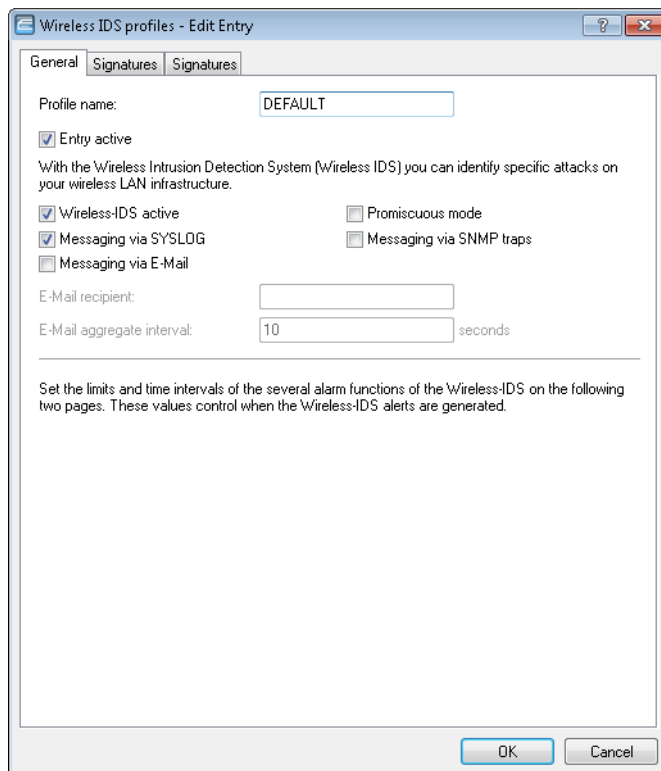 Wireless IDS profiles - Edit Entry
General Signatures Signatures
Profile name: DEFAULT
Entry active
With the Wireless Intrusion Detection System (Wireless IDS) you can identify specific attacks on
your wireless LAN infrastructure.
Wireless-IDS active Promiscuous mode
Messaging via SYSLOG Messaging via SNMP traps
Messaging via E-Mail
E-Mail recipient:
E-Mail aggregate interval: 10 seconds
Set the limits and time intervals of the several alarm functions of the Wireless-IDS on the following
two pages. These values control when the Wireless-IDS alerts are generated.
OK Cancel